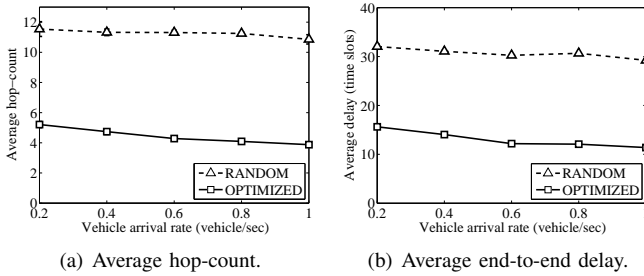 12
10
8
6
4
2
0
Average hop-count
RANDOM
OPTIMIZED
0.2 0.4 0.6 0.8 1
Vehicle arrival rate (vehicle/sec)
(a) Average hop-count.
40
30
20
10
0
Average delay (time slots)
RANDOM
OPTIMIZED
0.2 0.4 0.6 0.8 1
Vehicle arrival rate (vehicle/sec)
(b) Average end-to-end delay.